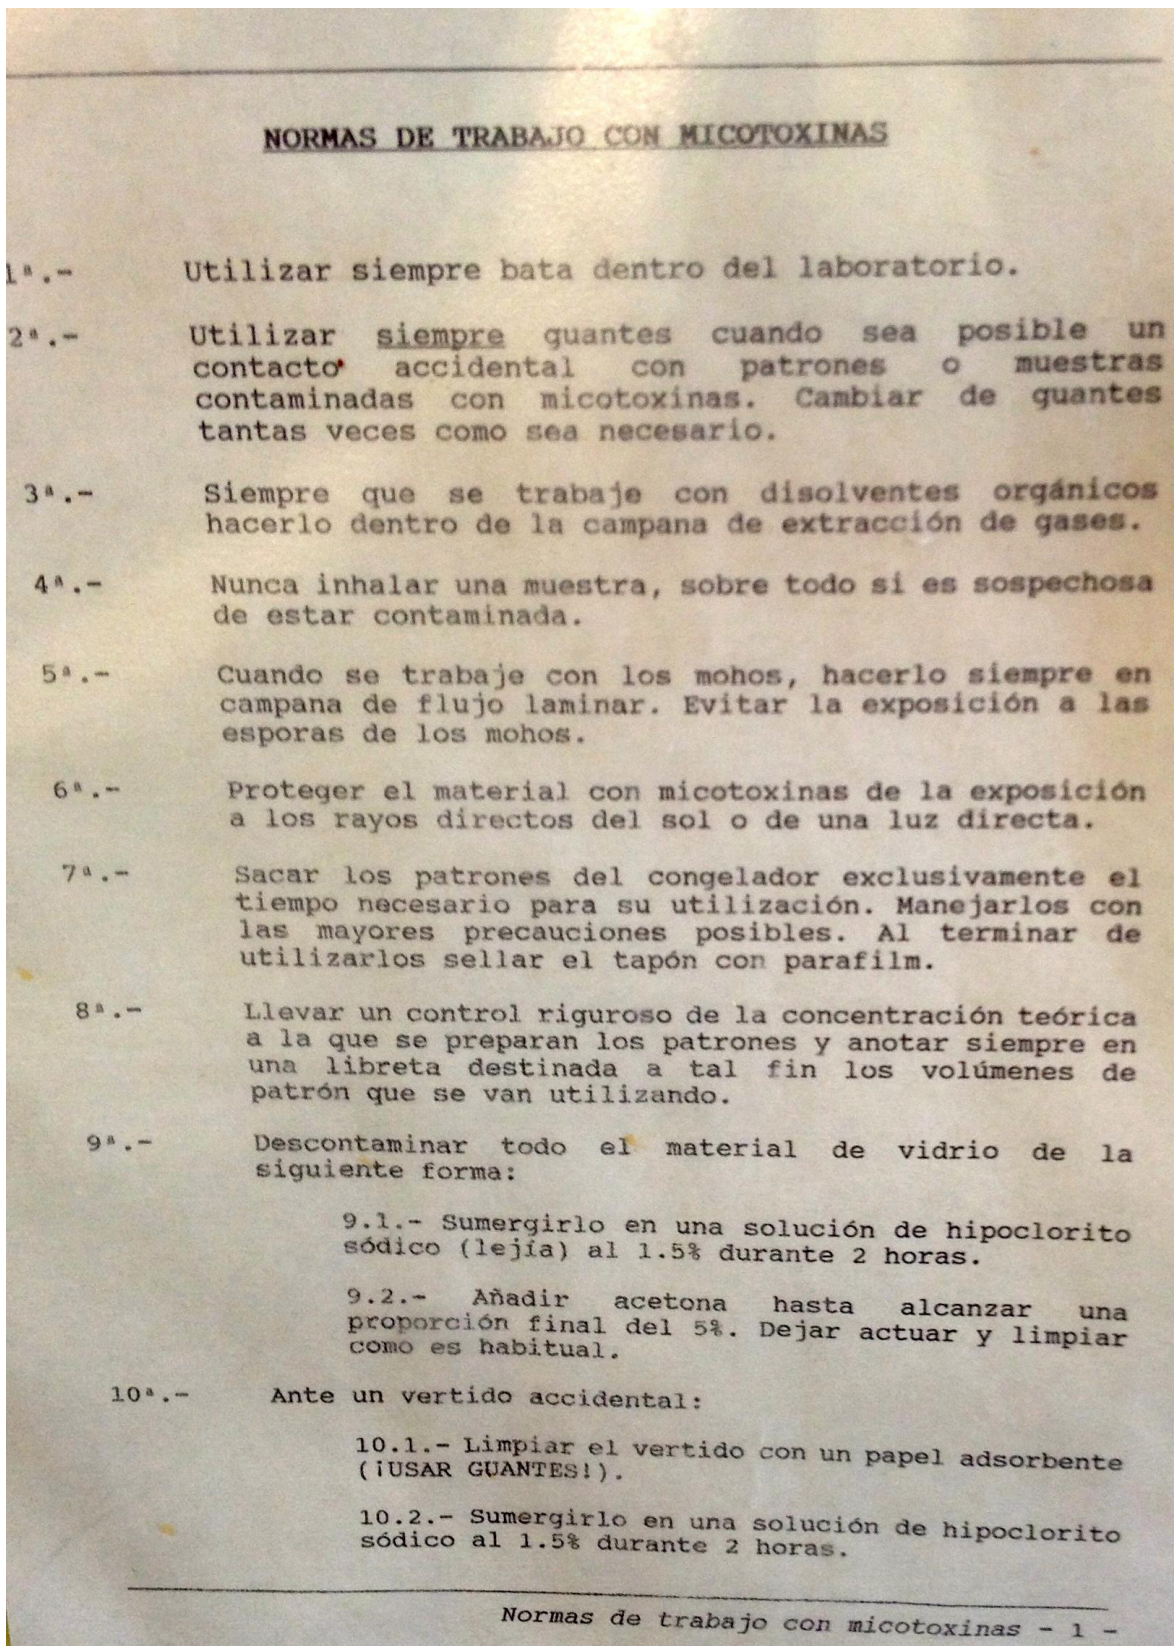 NORMAS DE TRABAJO CON MICOTOXINAS
1ª.- Utilizar siempre bata dentro del laboratorio.
2ª.- Utilizar siempre guantes cuando sea posible un
contacto accidental con patrones o muestras
contaminadas con micotoxinas. Cambiar de guantes
tantas veces como sea necesario.
3ª.- Siempre que se trabaje con disolventes orgánicos
hacerlo dentro de la campana de extracción de gases.
4ª.- Nunca inhalar una muestra, sobre todo si es sospechosa
de estar contaminada.
5ª.- Cuando se trabaje con los mohos, hacerlo siempre en
campana de flujo laminar. Evitar la exposición a las
esporas de los mohos.
6ª.- Proteger el material con micotoxinas de la exposición
a los rayos directos del sol o de una luz directa.
7ª.- Sacar los patrones del congelador exclusivamente el
tiempo necesario para su utilización. Manejarlos con
las mayores precauciones posibles. Al terminar de
utilizarlos sellar el tapón con parafilm.
8ª.- Llevar un control riguroso de la concentración teórica
a la que se preparan los patrones y anotar siempre en
una libreta destinada a tal fin los volúmenes de
patrón que se van utilizando.
9ª.- Descontaminar todo el material de vidrio de la
siguiente forma:
9.1.- Sumergirlo en una solución de hipoclorito
sódico (lejía) al 1.5% durante 2 horas.
9.2.- Añadir acetona hasta alcanzar una
proporción final del 5%. Dejar actuar y limpiar
como es habitual.
10ª.- Ante un vertido accidental:
10.1.- Limpiar el vertido con un papel adsorbente
(¡USAR GUANTES!).
10.2.- Sumergirlo en una solución de hipoclorito
sódico al 1.5% durante 2 horas.
Normas de trabajo con micotoxinas - 1 -